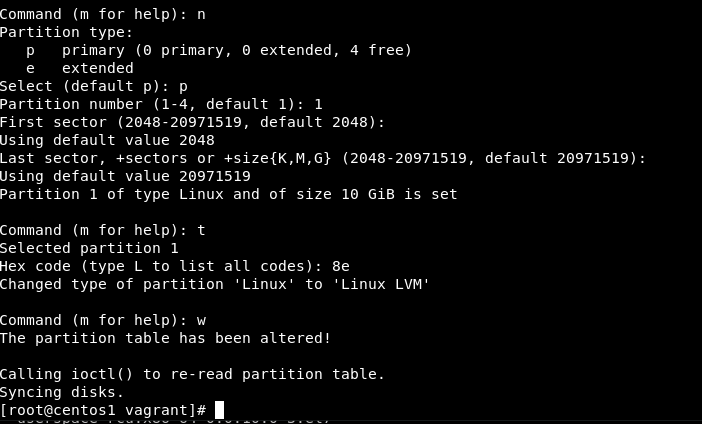 Command (m for help): n
Partition type:
   p   primary (0 primary, 0 extended, 4 free)
   e   extended
Select (default p): p
Partition number (1-4, default 1): 1
First sector (2048-20971519, default 2048):
Using default value 2048
Last sector, +sectors or +size{K,M,G} (2048-20971519, default 20971519):
Using default value 20971519
Partition 1 of type Linux and of size 10 GiB is set

Command (m for help): t
Selected partition 1
Hex code (type L to list all codes): 8e
Changed type of partition 'Linux' to 'Linux LVM'

Command (m for help): w
The partition table has been altered!

Calling ioctl() to re-read partition table.
Syncing disks.
[root@centos1 vagrant]#